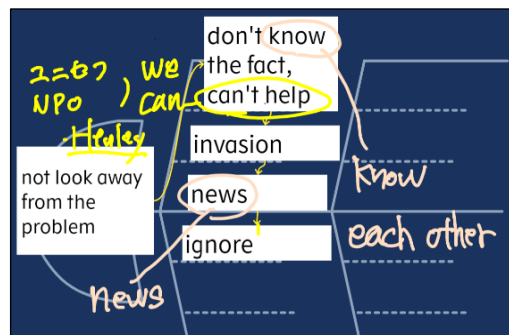 don't know
the fact,
can't help
ユニセフ
NPO
we
can
Henley
invasion
not look away
from the
problem
news
know
ignore
each other
news